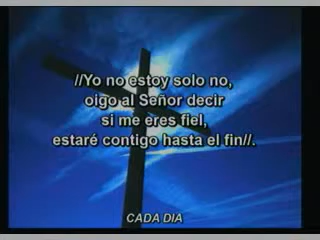 //Yo no estoy solo no,
oigo al Señor decir
si me eres fiel,
estaré contigo hasta el fin//.
CADA DIA